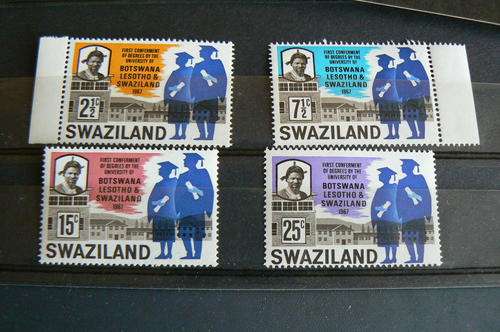 FIRST CONFERMENT
OF DEGREES BY THE
UNIVERSITY OF
BOTSWANA
LESOTHO &
SWAZILAND
1967
2½c
SWAZILAND
FIRST CONFERMENT
OF DEGREES BY THE
UNIVERSITY OF
BOTSWANA
LESOTHO &
SWAZILAND
1967
7½c
SWAZILAND
FIRST CONFERMENT
OF DEGREES BY THE
UNIVERSITY OF
BOTSWANA
LESOTHO &
SWAZILAND
1967
15c
SWAZILAND
FIRST CONFERMENT
OF DEGREES BY THE
UNIVERSITY OF
BOTSWANA
LESOTHO &
SWAZILAND
1967
25c
SWAZILAND